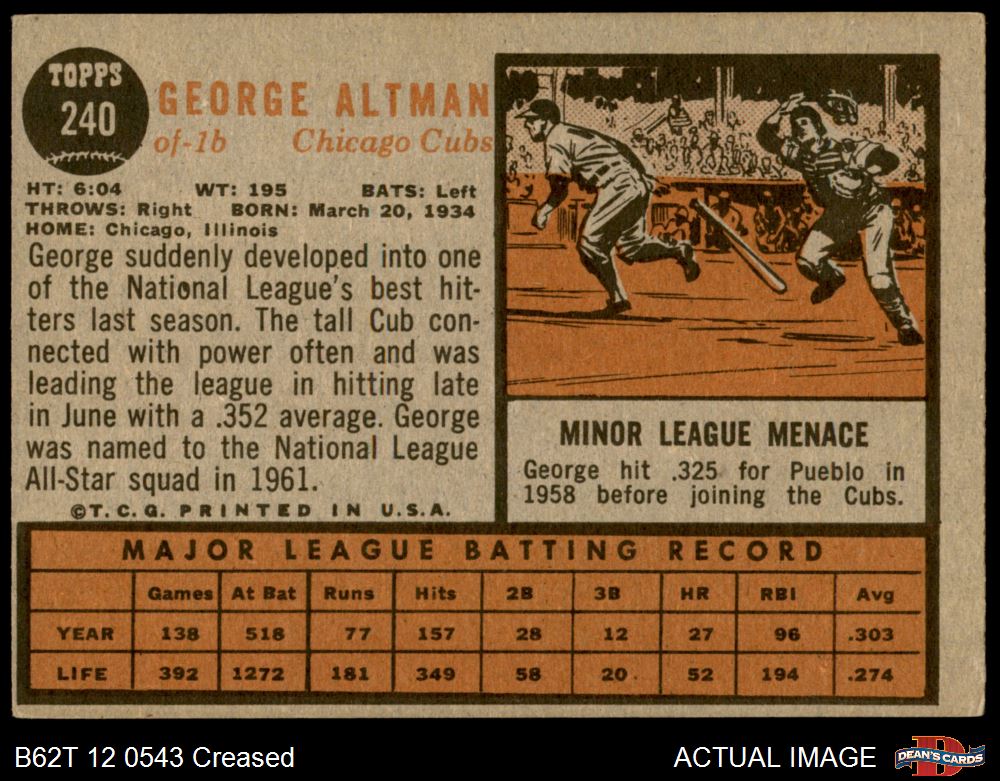 TOPPS
240
GEORGE ALTMAN
of-1b Chicago Cubs
HT: 6:04 WT: 195 BATS: Left
THROWS: Right BORN: March 20, 1934
HOME: Chicago, Illinois
George suddenly developed into one
of the National League's best hit-
ters last season. The tall Cub con-
nected with power often and was
leading the league in hitting late
in June with a .352 average. George
was named to the National League
All-Star squad in 1961.
©T.C.G. PRINTED IN U.S.A.
MINOR LEAGUE MENACE
George hit .325 for Pueblo in
1958 before joining the Cubs.
MAJOR LEAGUE BATTING RECORD
Games At Bat Runs Hits 2B 3B HR RBI Avg
YEAR 138 518 77 157 28 12 27 96 .303
LIFE 392 1272 181 349 58 20 52 194 .274
B62T 12 0543 Creased ACTUAL IMAGE
DEAN'S CARDS